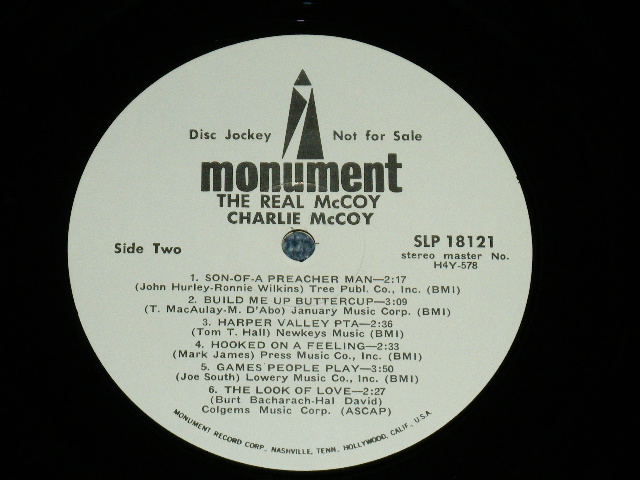 Disc Jockey Not for Sale
monument
THE REAL McCOY
CHARLIE McCOY
Side Two
SLP 18121
stereo master No.
H4Y-578
1. SON-OF-A PREACHER MAN—2:17
(John Hurley-Ronnie Wilkins) Tree Publ. Co., Inc. (BMI)
2. BUILD ME UP BUTTERCUP—3:09
(T. MacAulay-M. D'Abo) January Music Corp. (BMI)
3. HARPER VALLEY PTA—2:36
(Tom T. Hall) Newkeys Music (BMI)
4. HOOKED ON A FEELING—2:33
(Mark James) Press Music Co., Inc. (BMI)
5. GAMES PEOPLE PLAY—3:50
(Joe South) Lowery Music Co., Inc. (BMI)
6. THE LOOK OF LOVE—2:27
(Burt Bacharach-Hal David)
Colgems Music Corp. (ASCAP)
MONUMENT RECORD CORP., NASHVILLE, TENN., HOLLYWOOD, CALIF., U.S.A.